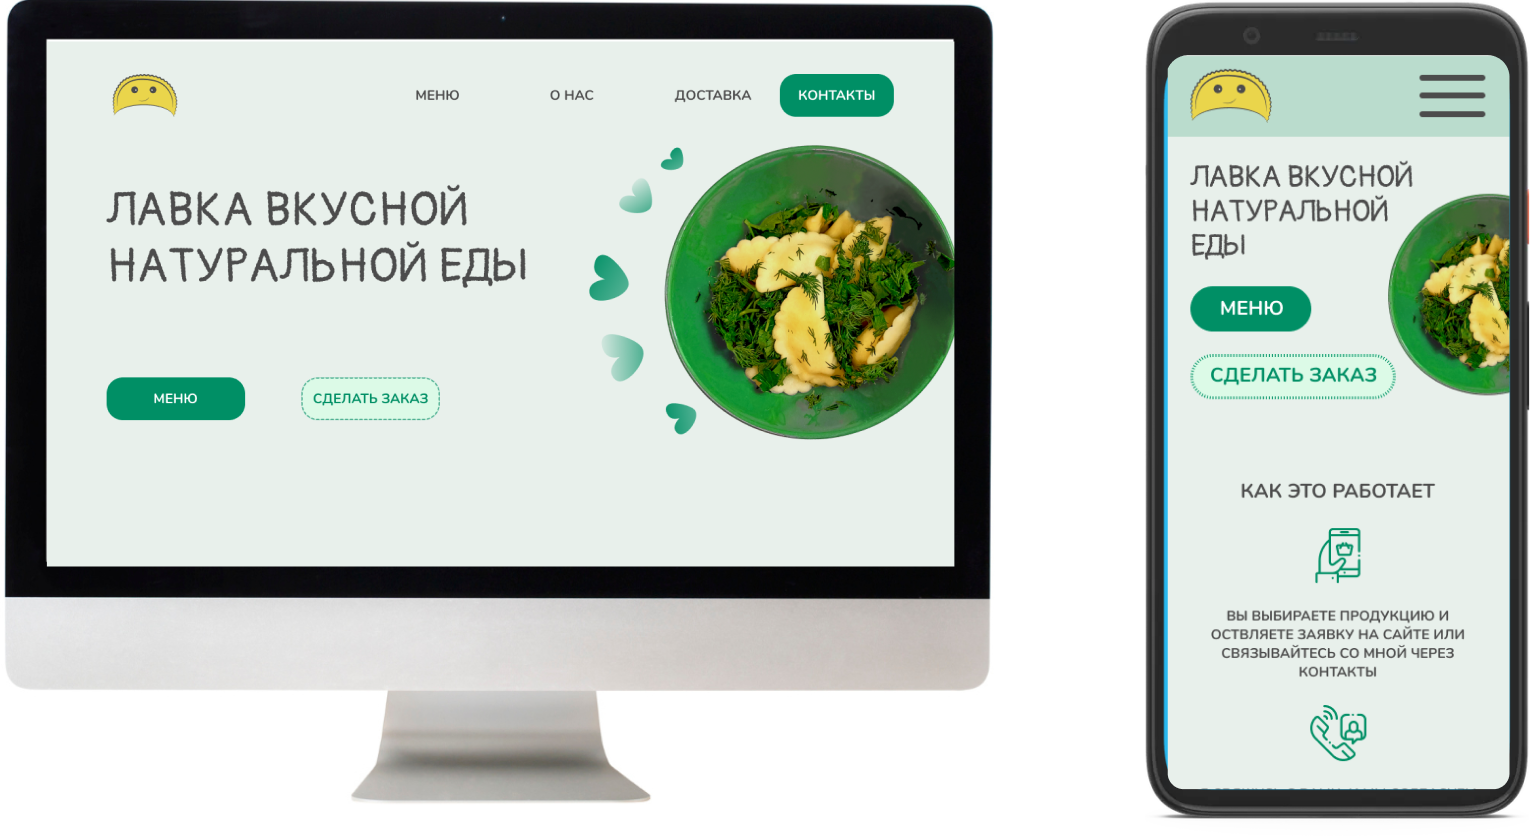 МЕНЮ
О НАС
ДОСТАВКА
КОНТАКТЫ
ЛАВКА ВКУСНОЙ
НАТУРАЛЬНОЙ ЕДЫ
МЕНЮ
СДЕЛАТЬ ЗАКАЗ
ЛАВКА ВКУСНОЙ
НАТУРАЛЬНОЙ
ЕДЫ
МЕНЮ
СДЕЛАТЬ ЗАКАЗ
КАК ЭТО РАБОТАЕТ
ВЫ ВЫБИРАЕТЕ ПРОДУКЦИЮ И
ОСТВЛЯЕТЕ ЗАЯВКУ НА САЙТЕ ИЛИ
СВЯЗЫВАЙТЕСЬ СО МНОЙ ЧЕРЕЗ
КОНТАКТЫ